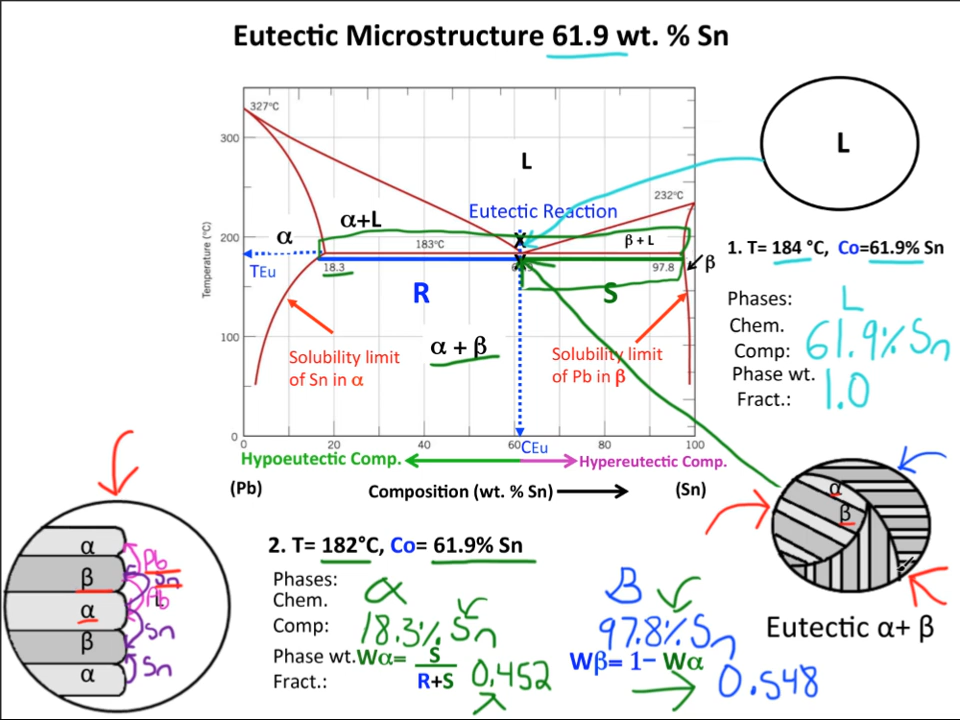 Eutectic Microstructure 61.9 wt. % Sn
327°C
L
L
300
232°C
Eutectic Reaction
α+L
α
200
183°C
β + L
1. T= 184 °C, Co=61.9% Sn
TEu
18.3
97.8
β
Temperature (°C)
R
S
Phases: L
Chem.
Comp: 61.9% Sn
Phase wt.
Fract.: 1.0
100
α + β
Solubility limit
of Sn in α
Solubility limit
of Pb in β
0
0
20
40
60
80
100
CEu
Hypoeutectic Comp.
Hypereutectic Comp.
(Pb)
Composition (wt. % Sn)
(Sn)
α
β
α
β
α
β
α
Pb
Sn
Pb
L
Sn
Sn
Eutectic α+ β
2. T= 182°C, Co= 61.9% Sn
Phases: α B
Chem.
Comp: 18.3% Sn 97.8% Sn
Phase wt. Wα= S Wβ= 1− Wα
Fract.: R+S 0.452 0.548